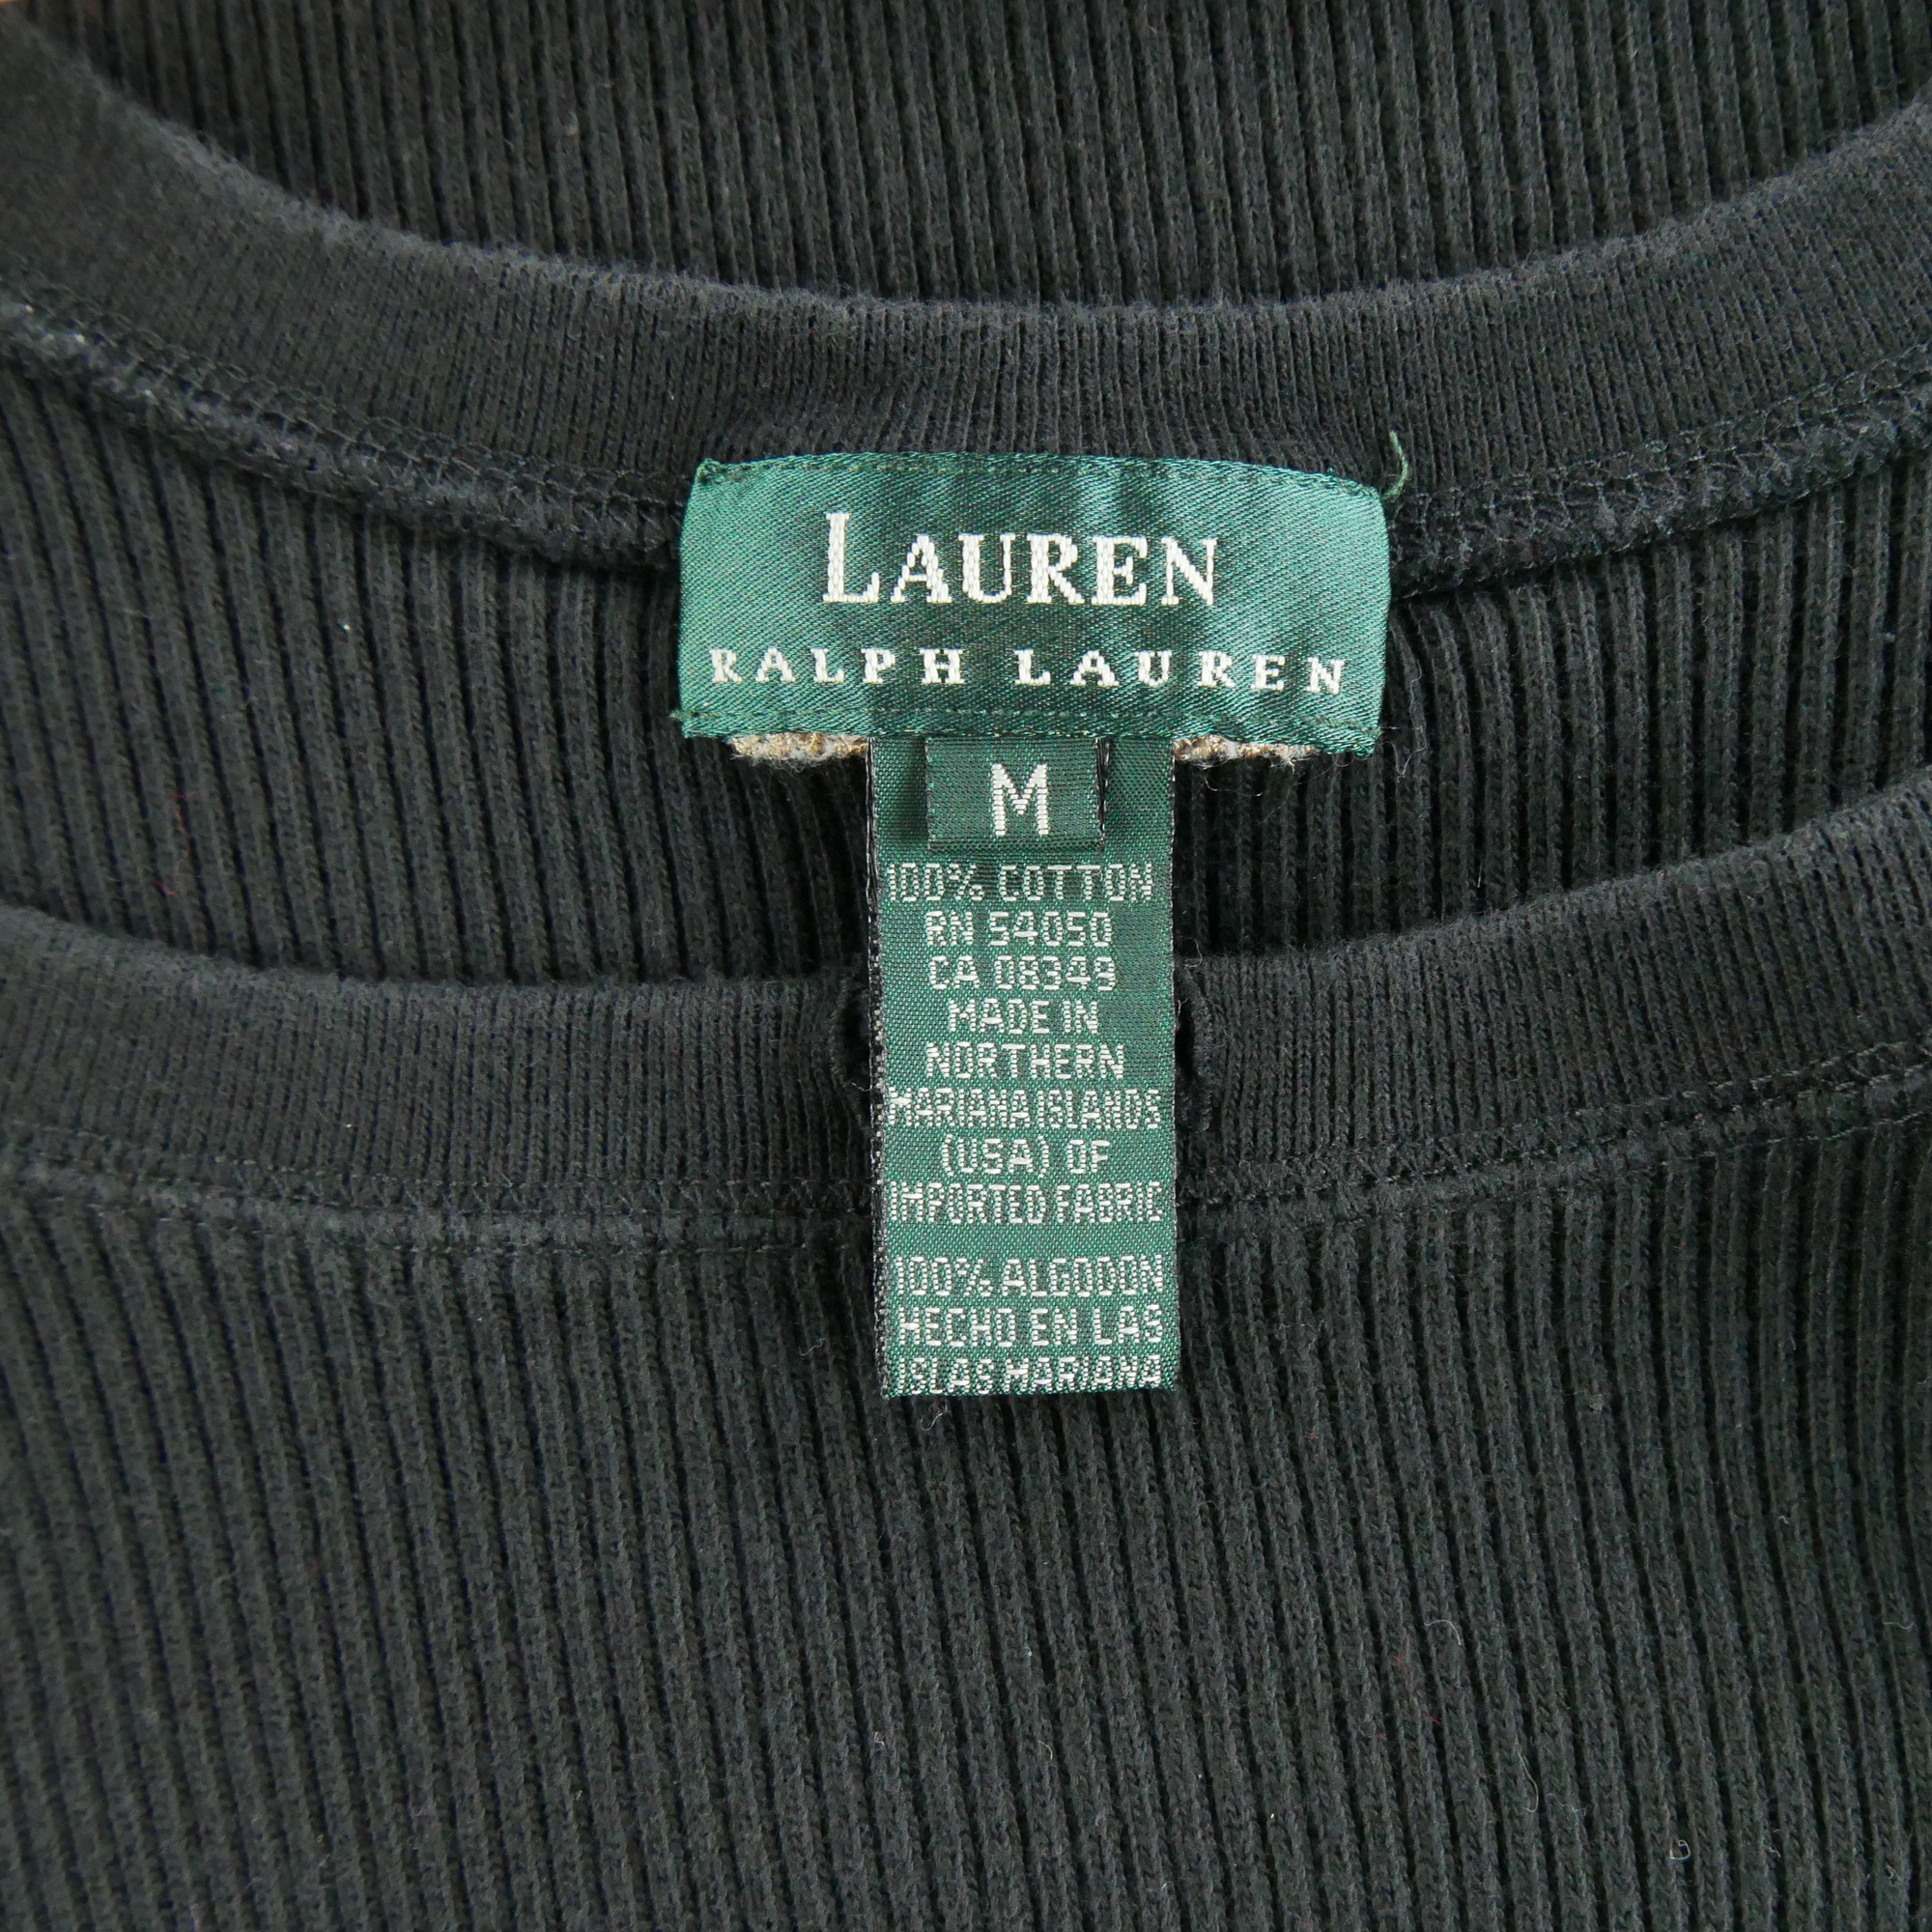 LAUREN
RALPH LAUREN
M
100% COTTON
RN 54050
CA 08349
MADE IN
NORTHERN
MARIANA ISLANDS
(USA) OF
IMPORTED FABRIC
100% ALGODON
HECHO EN LAS
ISLAS MARIANA